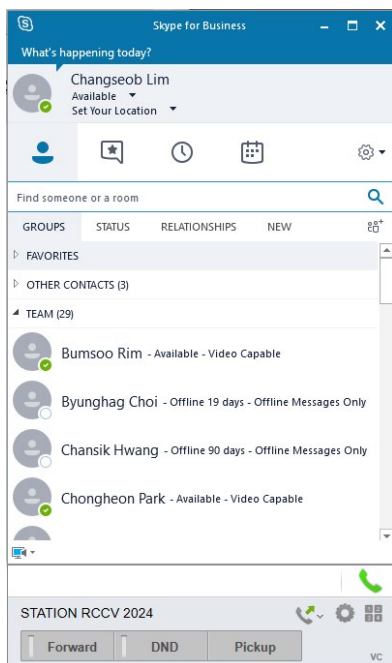 Skype for Business
What's happening today?
Changseob Lim
Available
Set Your Location
Find someone or a room
GROUPS STATUS RELATIONSHIPS NEW
FAVORITES
OTHER CONTACTS (3)
TEAM (29)
Bumsoo Rim - Available - Video Capable
Byunghag Choi - Offline 19 days - Offline Messages Only
Chansik Hwang - Offline 90 days - Offline Messages Only
Chongheon Park - Available - Video Capable
STATION RCCV 2024
Forward DND Pickup
VC